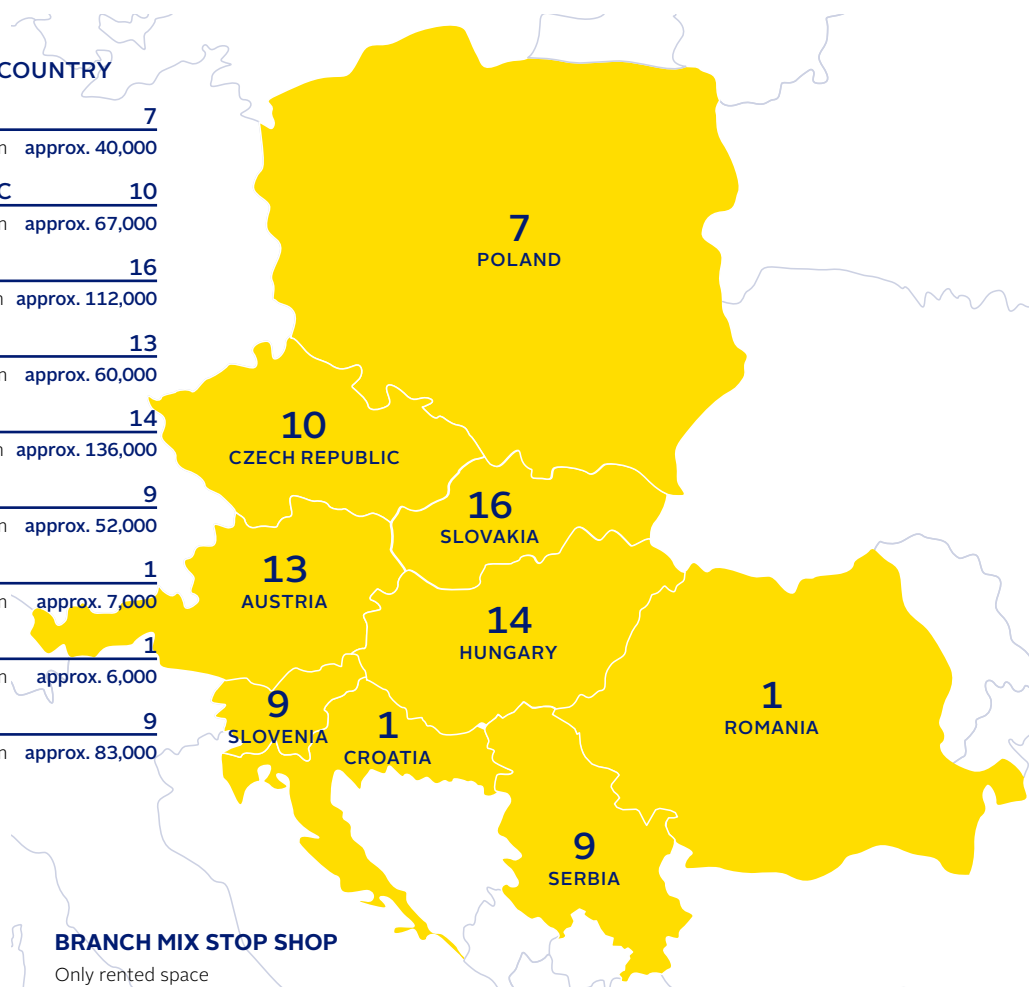 COUNTRY
7
approx. 40,000
C 10
approx. 67,000
16
approx. 112,000
13
approx. 60,000
14
approx. 136,000
9
approx. 52,000
1
approx. 7,000
1
approx. 6,000
9
approx. 83,000
7
POLAND
10
CZECH REPUBLIC
16
SLOVAKIA
13
AUSTRIA
14
HUNGARY
9
SLOVENIA
1
CROATIA
1
ROMANIA
9
SERBIA
BRANCH MIX STOP SHOP
Only rented space